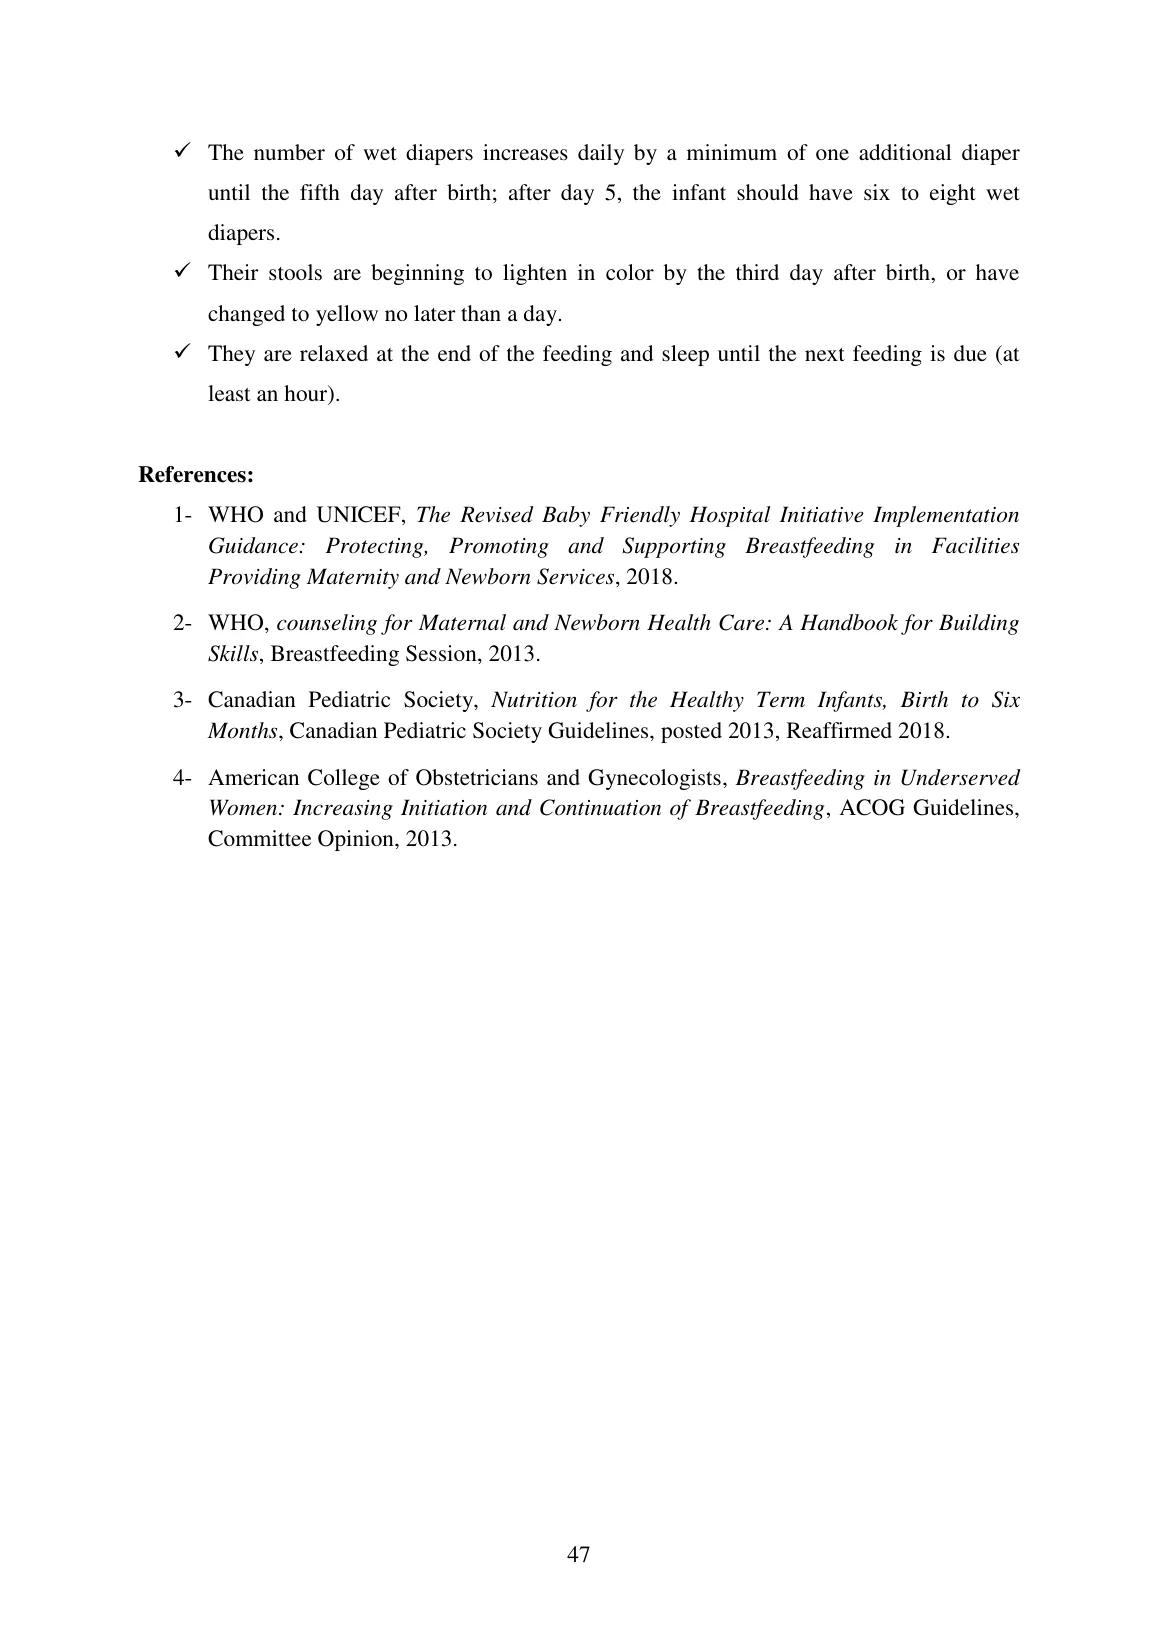 ✓ The number of wet diapers increases daily by a minimum of one additional diaper
until the fifth day after birth; after day 5, the infant should have six to eight wet
diapers.
✓ Their stools are beginning to lighten in color by the third day after birth, or have
changed to yellow no later than a day.
✓ They are relaxed at the end of the feeding and sleep until the next feeding is due (at
least an hour).
References:
1- WHO and UNICEF, The Revised Baby Friendly Hospital Initiative Implementation
Guidance: Protecting, Promoting and Supporting Breastfeeding in Facilities
Providing Maternity and Newborn Services, 2018.
2- WHO, counseling for Maternal and Newborn Health Care: A Handbook for Building
Skills, Breastfeeding Session, 2013.
3- Canadian Pediatric Society, Nutrition for the Healthy Term Infants, Birth to Six
Months, Canadian Pediatric Society Guidelines, posted 2013, Reaffirmed 2018.
4- American College of Obstetricians and Gynecologists, Breastfeeding in Underserved
Women: Increasing Initiation and Continuation of Breastfeeding, ACOG Guidelines,
Committee Opinion, 2013.
47